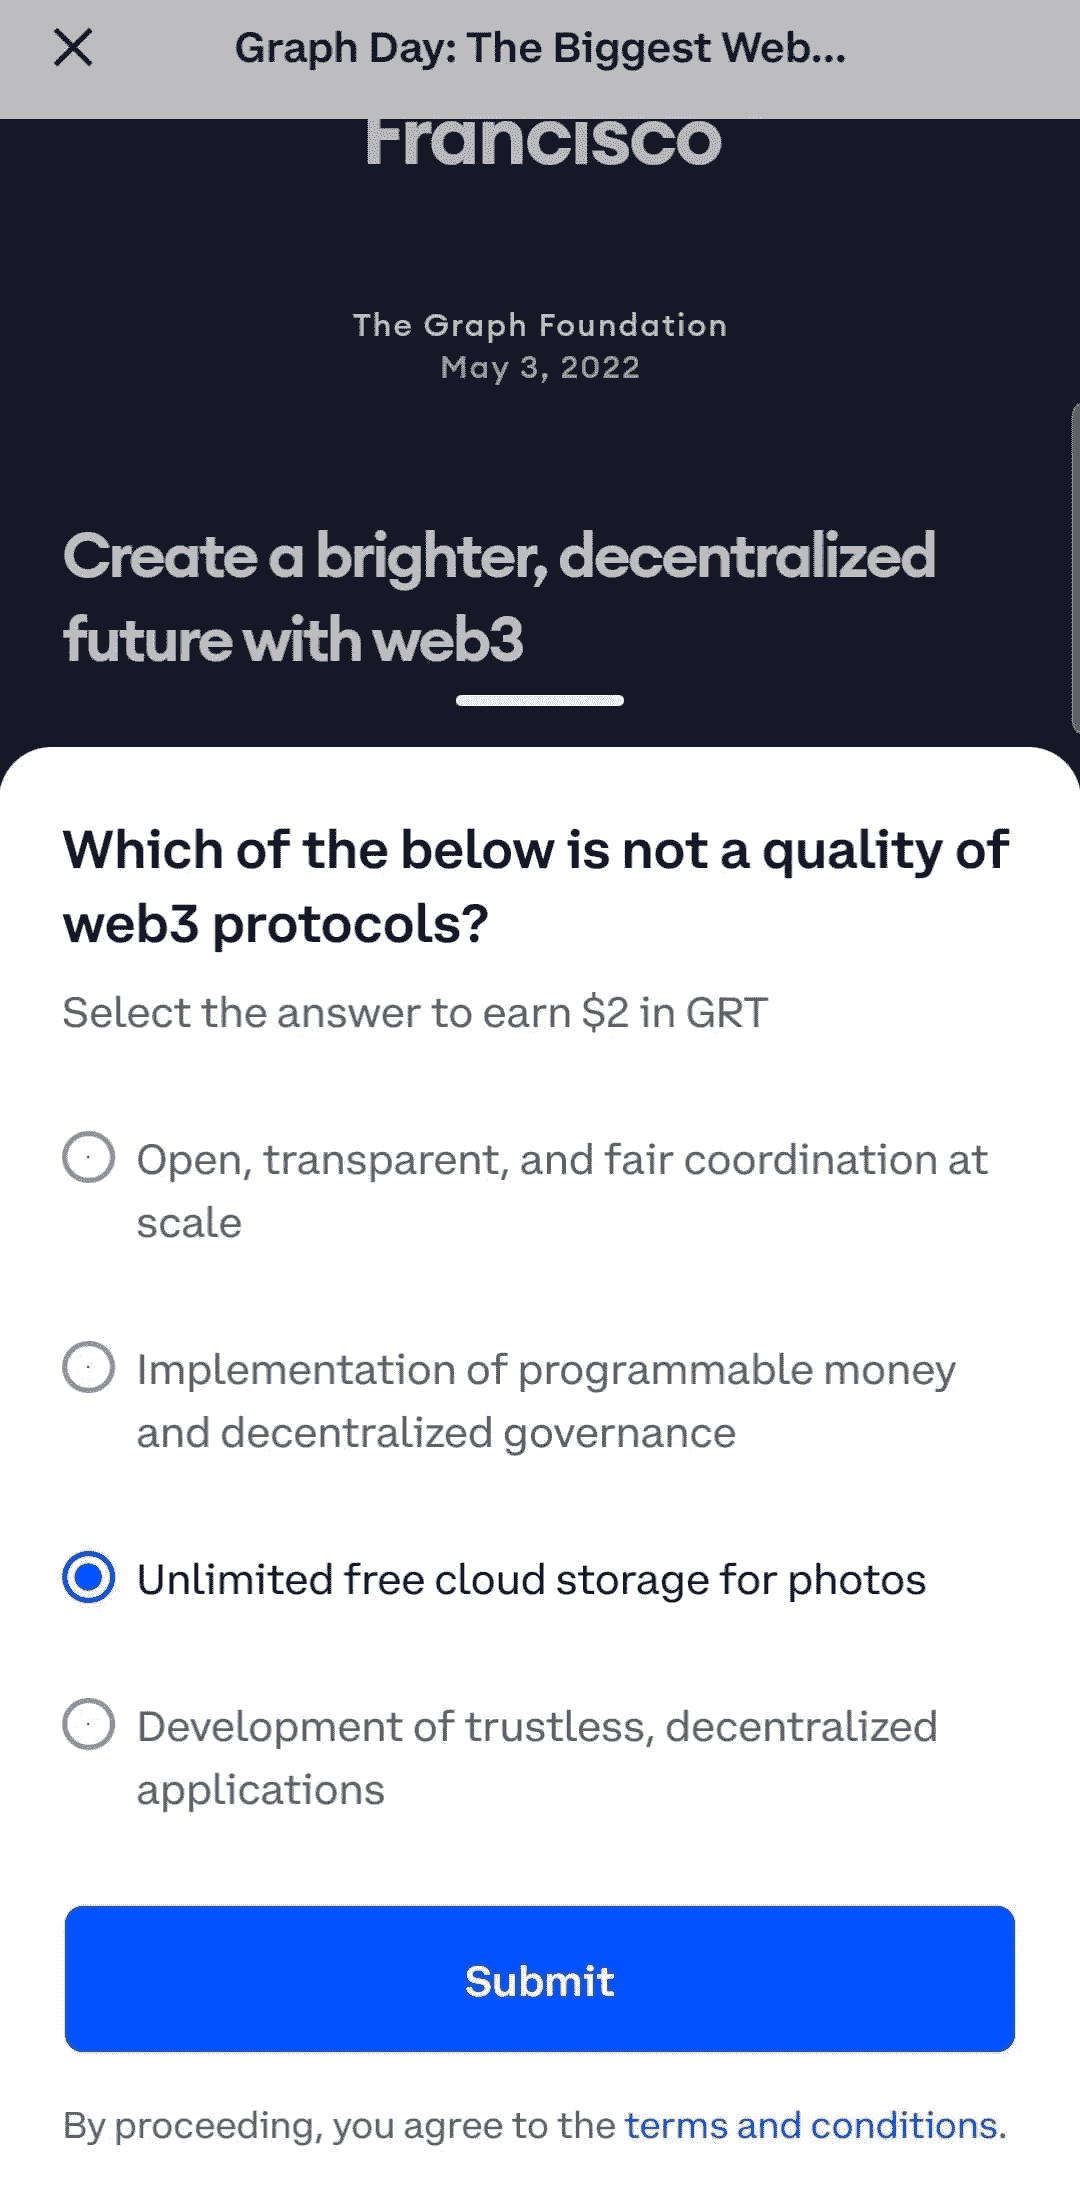 Graph Day: The Biggest Web...
Francisco
The Graph Foundation
May 3, 2022
Create a brighter, decentralized
future with web3
Which of the below is not a quality of
web3 protocols?
Select the answer to earn $2 in GRT
Open, transparent, and fair coordination at
scale
Implementation of programmable money
and decentralized governance
Unlimited free cloud storage for photos
Development of trustless, decentralized
applications
Submit
By proceeding, you agree to the terms and conditions.